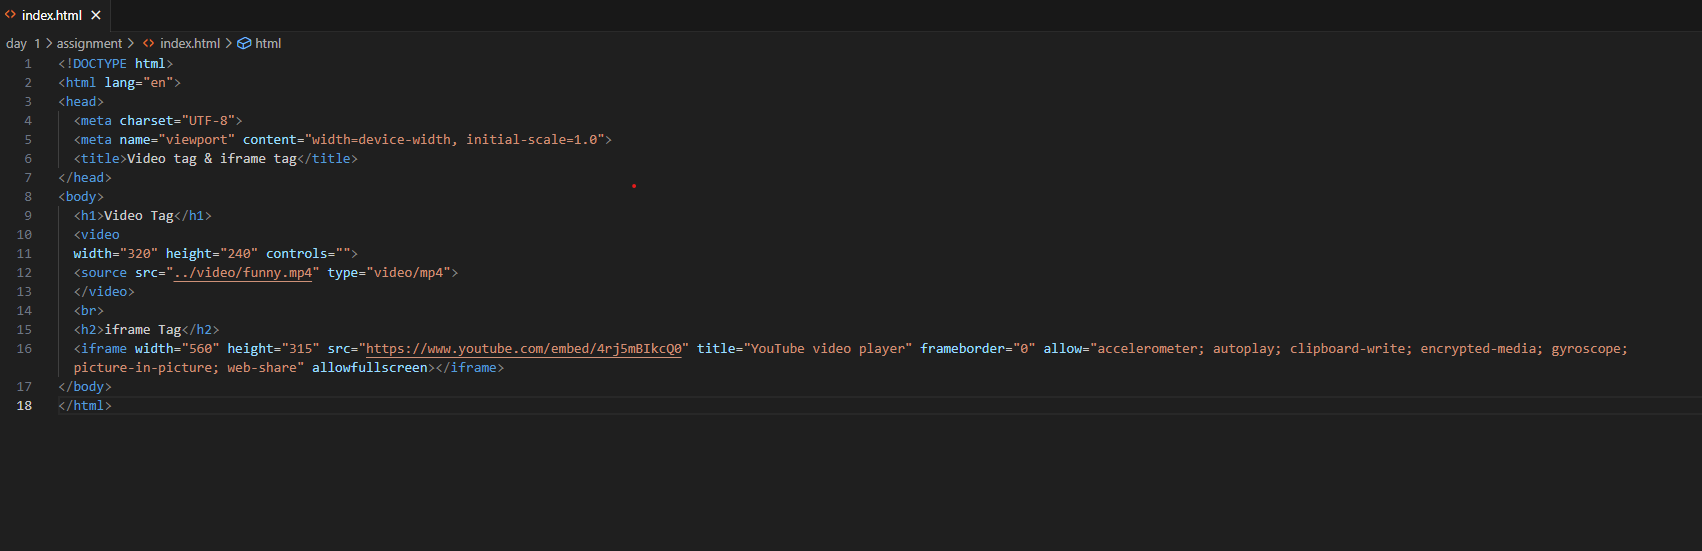 index.html
day 1 > assignment > index.html > html
1 <!DOCTYPE html>
2 <html lang="en">
3 <head>
4   <meta charset="UTF-8">
5   <meta name="viewport" content="width=device-width, initial-scale=1.0">
6   <title>Video tag & iframe tag</title>
7 </head>
8 <body>
9   <h1>Video Tag</h1>
10   <video
11   width="320" height="240" controls="">
12   <source src="../video/funny.mp4" type="video/mp4">
13   </video>
14   <br>
15   <h2>iframe Tag</h2>
16   <iframe width="560" height="315" src="https://www.youtube.com/embed/4rj5mBIkcQ0" title="YouTube video player" frameborder="0" allow="accelerometer; autoplay; clipboard-write; encrypted-media; gyroscope;
picture-in-picture; web-share" allowfullscreen></iframe>
17 </body>
18 </html>